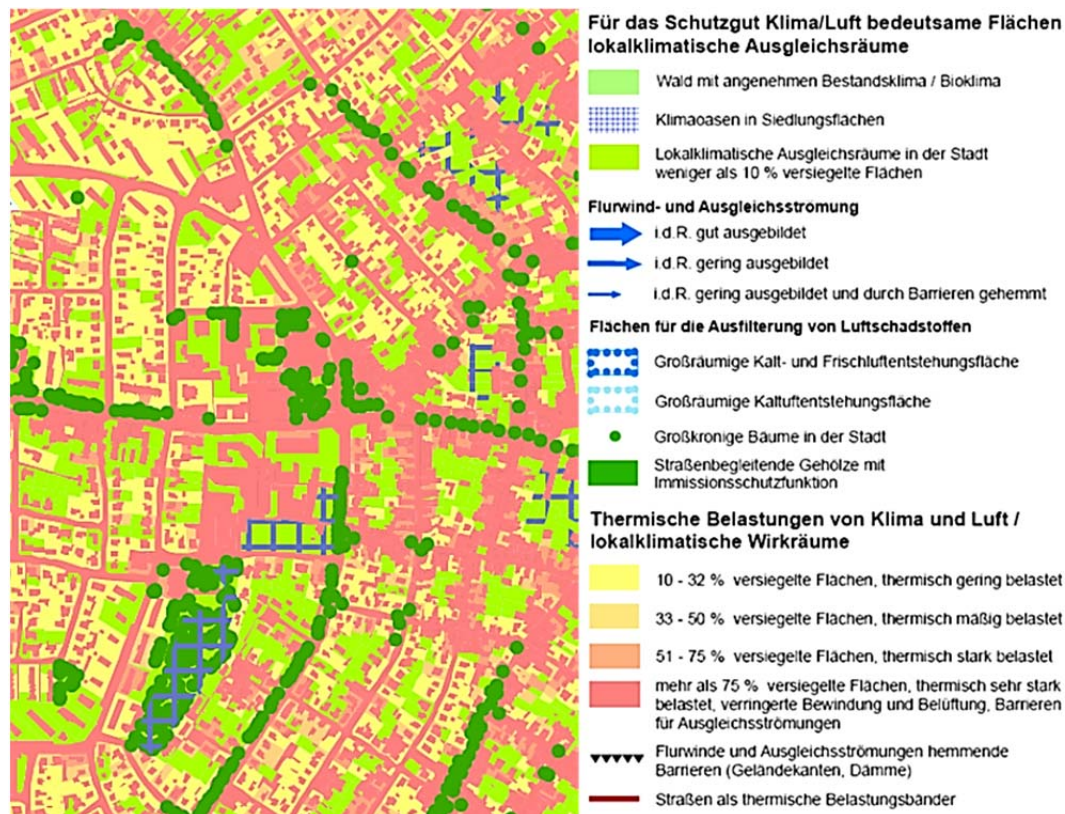 Für das Schutzgut Klima/Luft bedeutsame Flächen
lokalklimatische Ausgleichsräume
Wald mit angenehmen Bestandsklima / Bioklima
Klimaoasen in Siedlungsflächen
Lokalklimatische Ausgleichsräume in der Stadt
weniger als 10 % versiegelte Flächen
Flurwind- und Ausgleichsströmung
i.d.R. gut ausgebildet
i.d.R. gering ausgebildet
i.d.R. gering ausgebildet und durch Barrieren gehemmt
Flächen für die Ausfilterung von Luftschadstoffen
Großräumige Kalt- und Frischluftentstehungsfläche
Großräumige Kaltuftentstehungsfläche
Großkronige Bäume in der Stadt
Straßenbegleitende Gehölze mit
Immissionsschutzfunktion
Thermische Belastungen von Klima und Luft /
lokalklimatische Wirkräume
10 - 32 % versiegelte Flächen, thermisch gering belastet
33 - 50 % versiegelte Flächen, thermisch mäßig belastet
51 - 75 % versiegelte Flächen, thermisch stark belastet
mehr als 75 % versiegelte Flächen, thermisch sehr stark
belastet, verringerte Bewindung und Belüftung, Barrieren
für Ausgleichsströmungen
Flurwinde und Ausgleichsströmungen hemmende
Barrieren (Geländekanten, Dämme)
Straßen als thermische Belastungsbänder